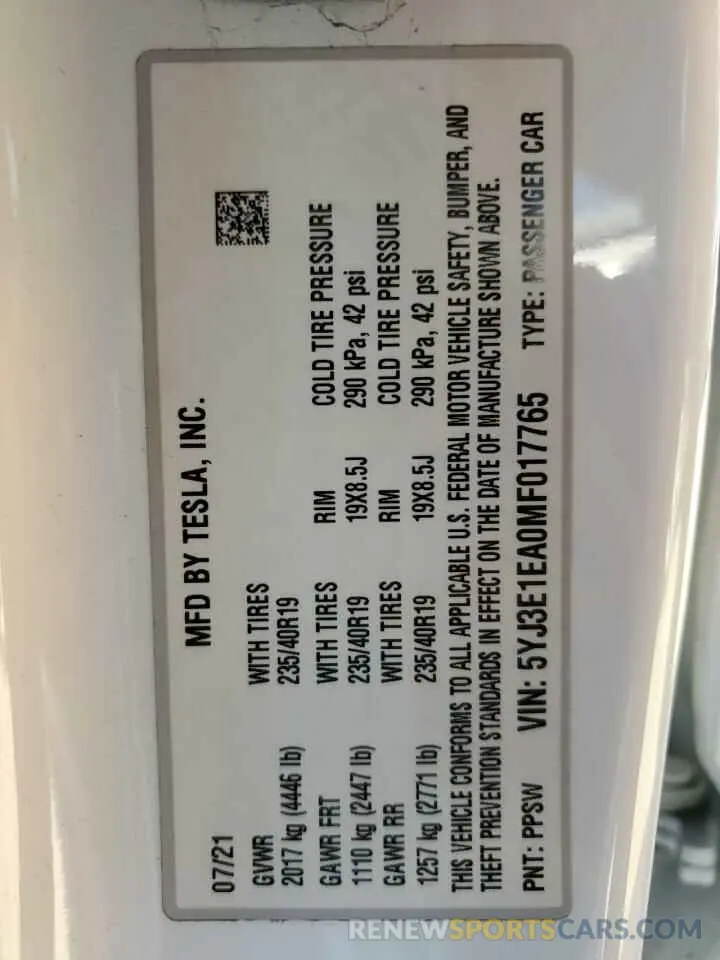 MFD BY TESLA, INC.
07/21
GVWR WITH TIRES
2017 kg (4446 lb) 235/40R19
GAWR FRT WITH TIRES RIM COLD TIRE PRESSURE
1110 kg (2447 lb) 235/40R19 19X8.5J 290 kPa, 42 psi
GAWR RR WITH TIRES RIM COLD TIRE PRESSURE
1257 kg (2771 lb) 235/40R19 19X8.5J 290 kPa, 42 psi
THIS VEHICLE CONFORMS TO ALL APPLICABLE U.S. FEDERAL MOTOR VEHICLE SAFETY, BUMPER, AND
THEFT PREVENTION STANDARDS IN EFFECT ON THE DATE OF MANUFACTURE SHOWN ABOVE.
PNT: PPSW VIN: 5YJ3E1EA0MF017765 TYPE: PASSENGER CAR
RENEWSPORTSCARS.COM